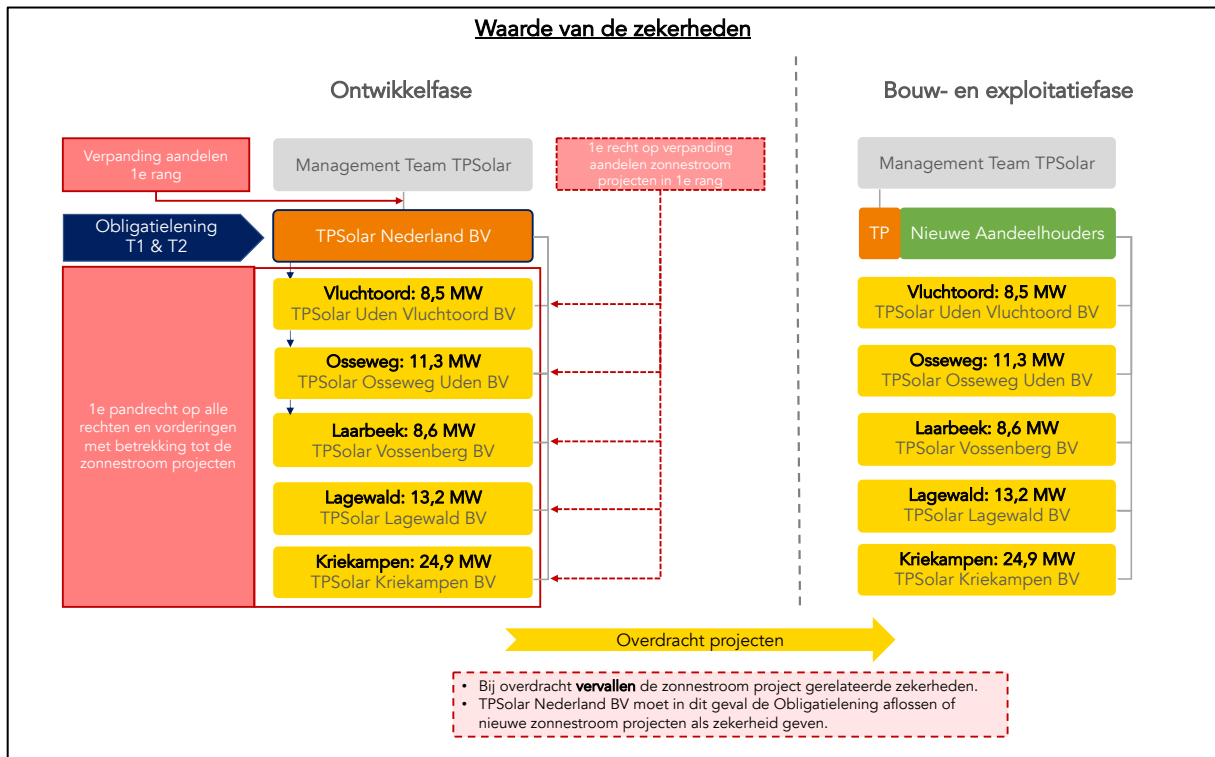 Waarde van de zekerheden
Ontwikkelfase
Verpanding aandelen
1e rang
Management Team TPSolar
1e recht op verpanding
aandelen zonnestroom
projecten in 1e rang
Obligatielening
T1 & T2
TPSolar Nederland BV
1e pandrecht op alle
rechten en vorderingen
met betrekking tot de
zonnestroom projecten
Vluchtoord: 8,5 MW
TPSolar Uden Vluchtoord BV
Osseweg: 11,3 MW
TPSolar Osseweg Uden BV
Laarbeek: 8,6 MW
TPSolar Vossenberg BV
Lagewald: 13,2 MW
TPSolar Lagewald BV
Kriekampen: 24,9 MW
TPSolar Kriekampen BV
Bouw- en exploitatiefase
Management Team TPSolar
TP
Nieuwe Aandeelhouders
Vluchtoord: 8,5 MW
TPSolar Uden Vluchtoord BV
Osseweg: 11,3 MW
TPSolar Osseweg Uden BV
Laarbeek: 8,6 MW
TPSolar Vossenberg BV
Lagewald: 13,2 MW
TPSolar Lagewald BV
Kriekampen: 24,9 MW
TPSolar Kriekampen BV
Overdracht projecten
• Bij overdracht vervallen de zonnestroom project gerelateerde zekerheden.
• TPSolar Nederland BV moet in dit geval de Obligatielening aflossen of
nieuwe zonnestroom projecten als zekerheid geven.